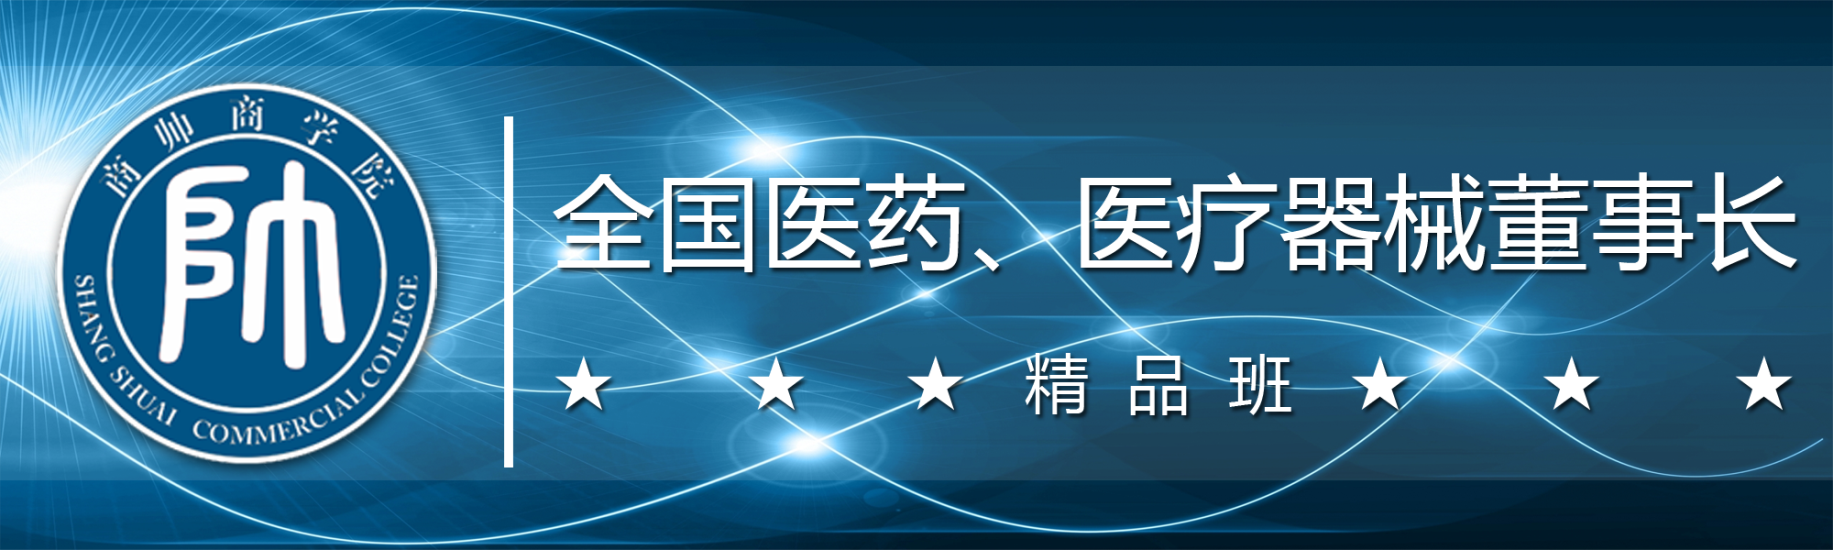 商帅商学院
帥
SHANG SHUAI COMMERCIAL COLLEGE
全国医药、医疗器械董事长
★ ★ ★ 精品班 ★ ★ ★